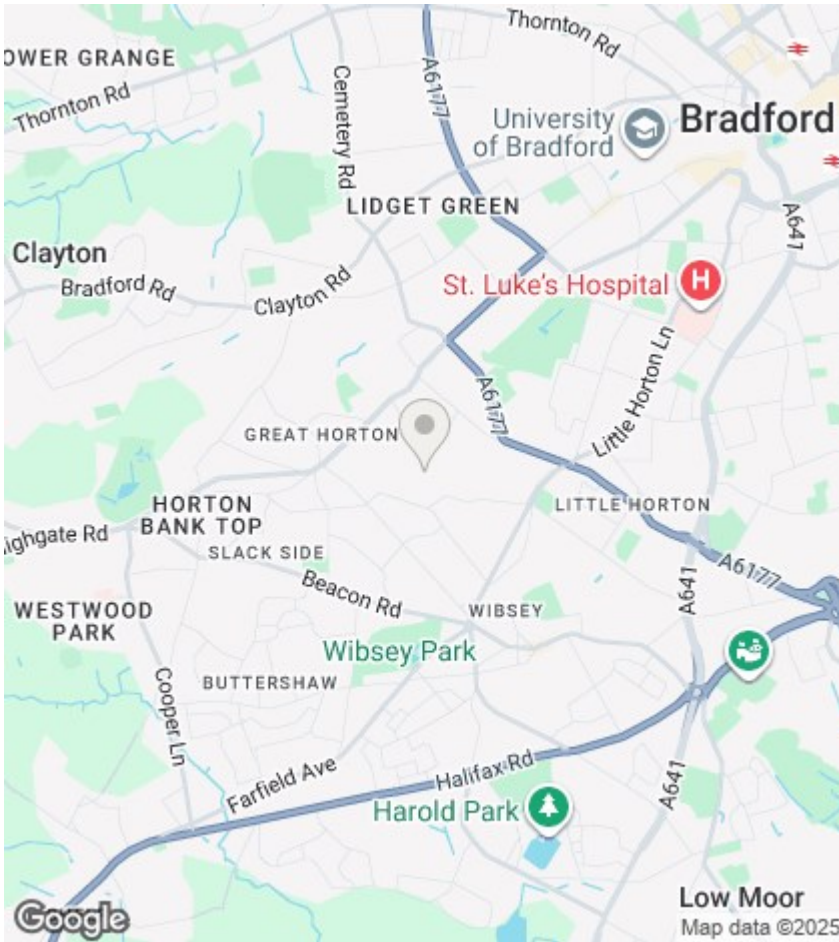 Thornton Rd
OWER GRANGE
Thornton Rd
Cemetery Rd
A6177
University
of Bradford
Bradford
LIDGET GREEN
A641
Clayton
Bradford Rd
Clayton Rd
St. Luke's Hospital
H
A6177
Little Horton Ln
GREAT HORTON
HORTON
BANK TOP
LITTLE HORTON
ighgate Rd
SLACK SIDE
A6177
A641
Beacon Rd
WIBSEY
WESTWOOD
PARK
Wibsey Park
BUTTERSHAW
Cooper Ln
Halifax Rd
Farfield Ave
A641
Harold Park
Low Moor
Google
Map data ©2025